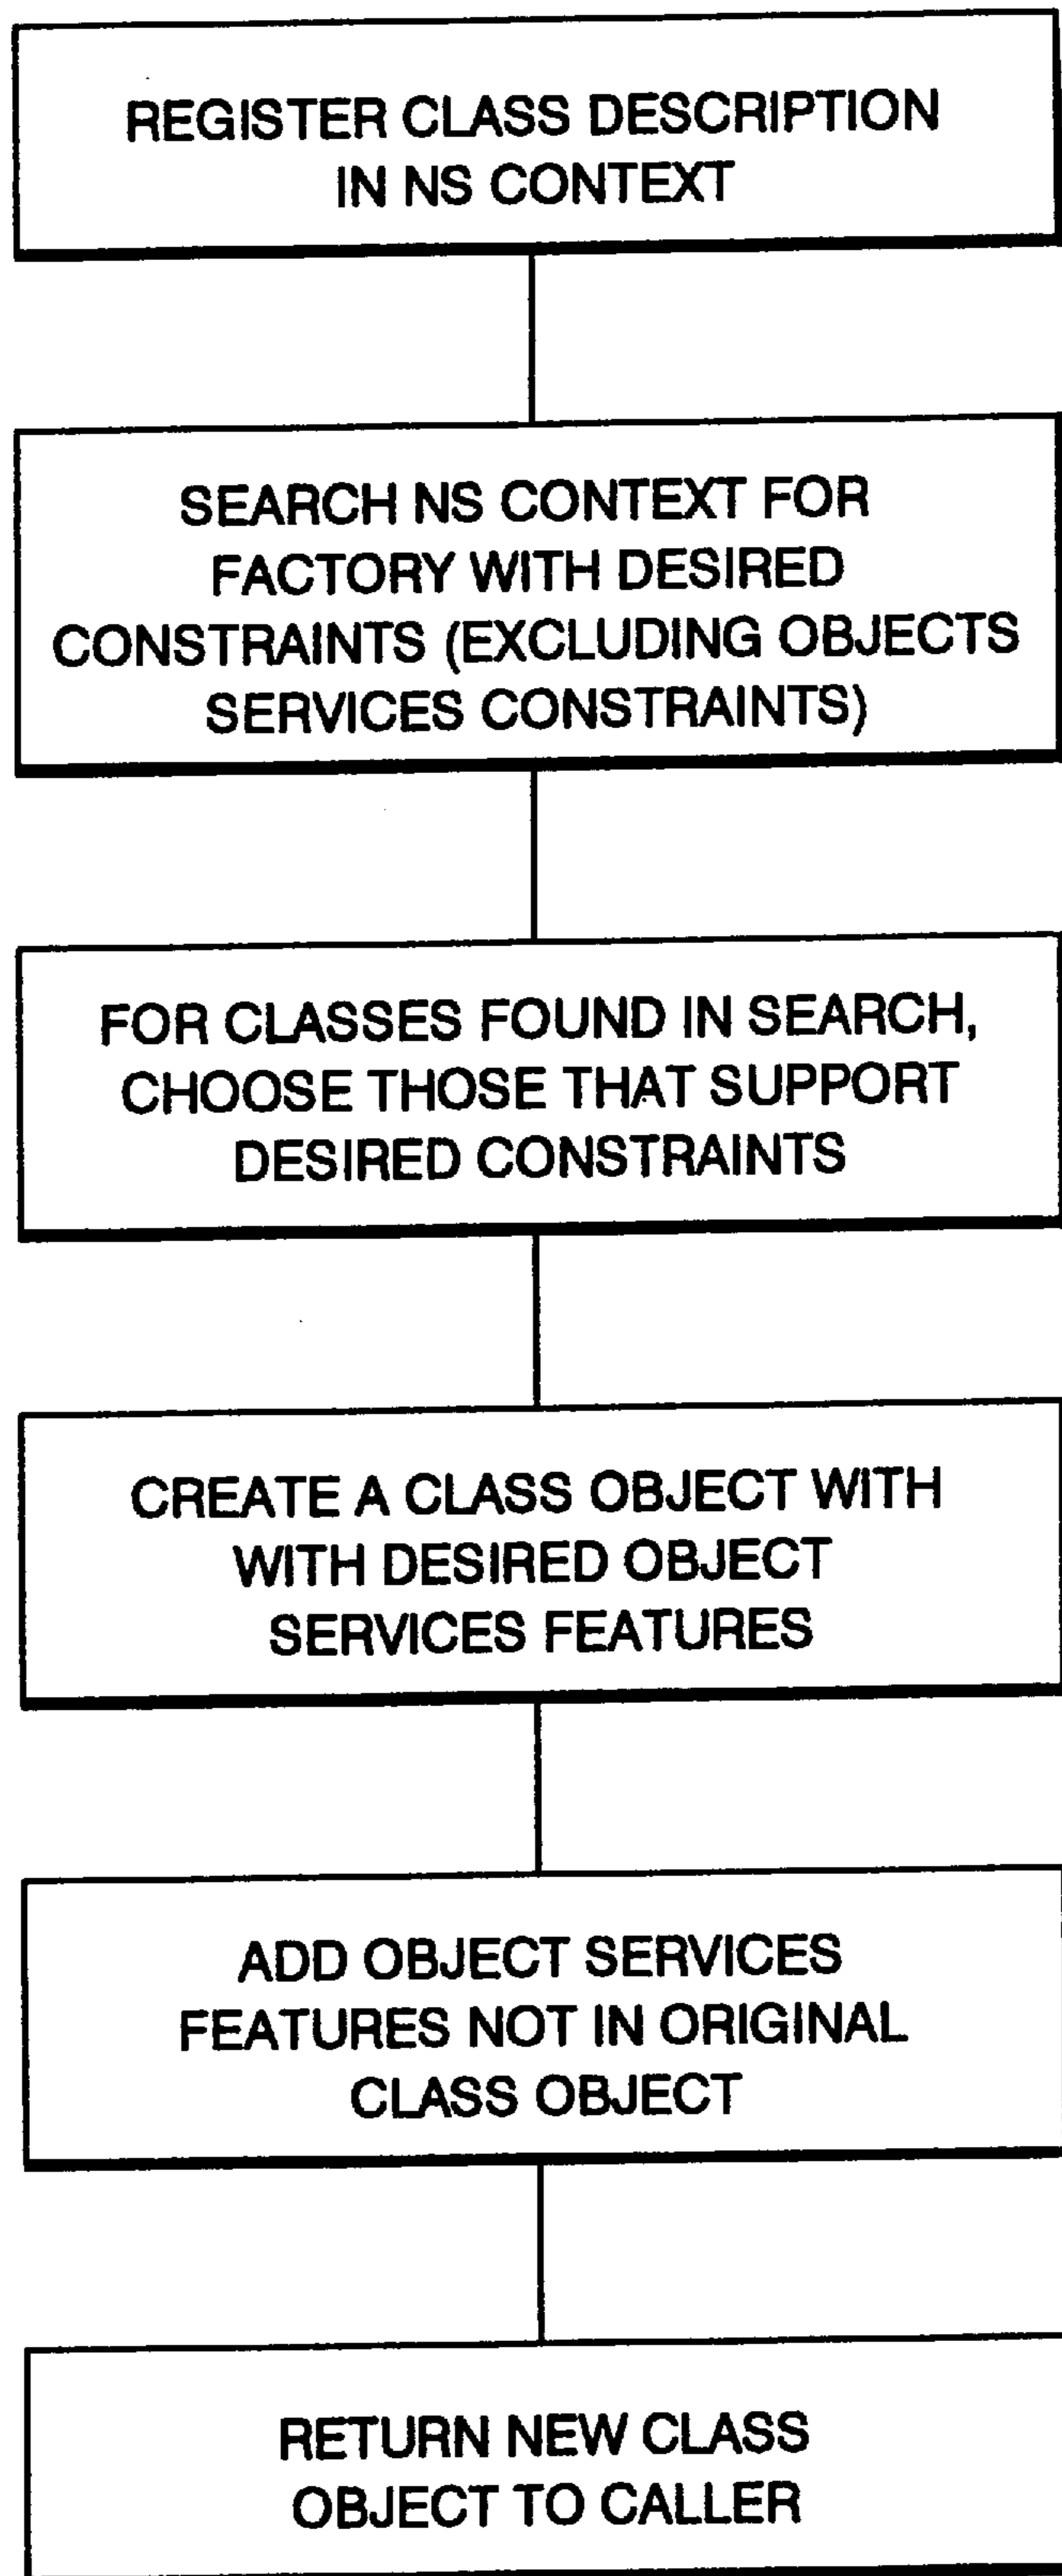 REGISTER CLASS DESCRIPTION
IN NS CONTEXT
SEARCH NS CONTEXT FOR
FACTORY WITH DESIRED
CONSTRAINTS (EXCLUDING OBJECTS
SERVICES CONSTRAINTS)
FOR CLASSES FOUND IN SEARCH,
CHOOSE THOSE THAT SUPPORT
DESIRED CONSTRAINTS
CREATE A CLASS OBJECT WITH
WITH DESIRED OBJECT
SERVICES FEATURES
ADD OBJECT SERVICES
FEATURES NOT IN ORIGINAL
CLASS OBJECT
RETURN NEW CLASS
OBJECT TO CALLER